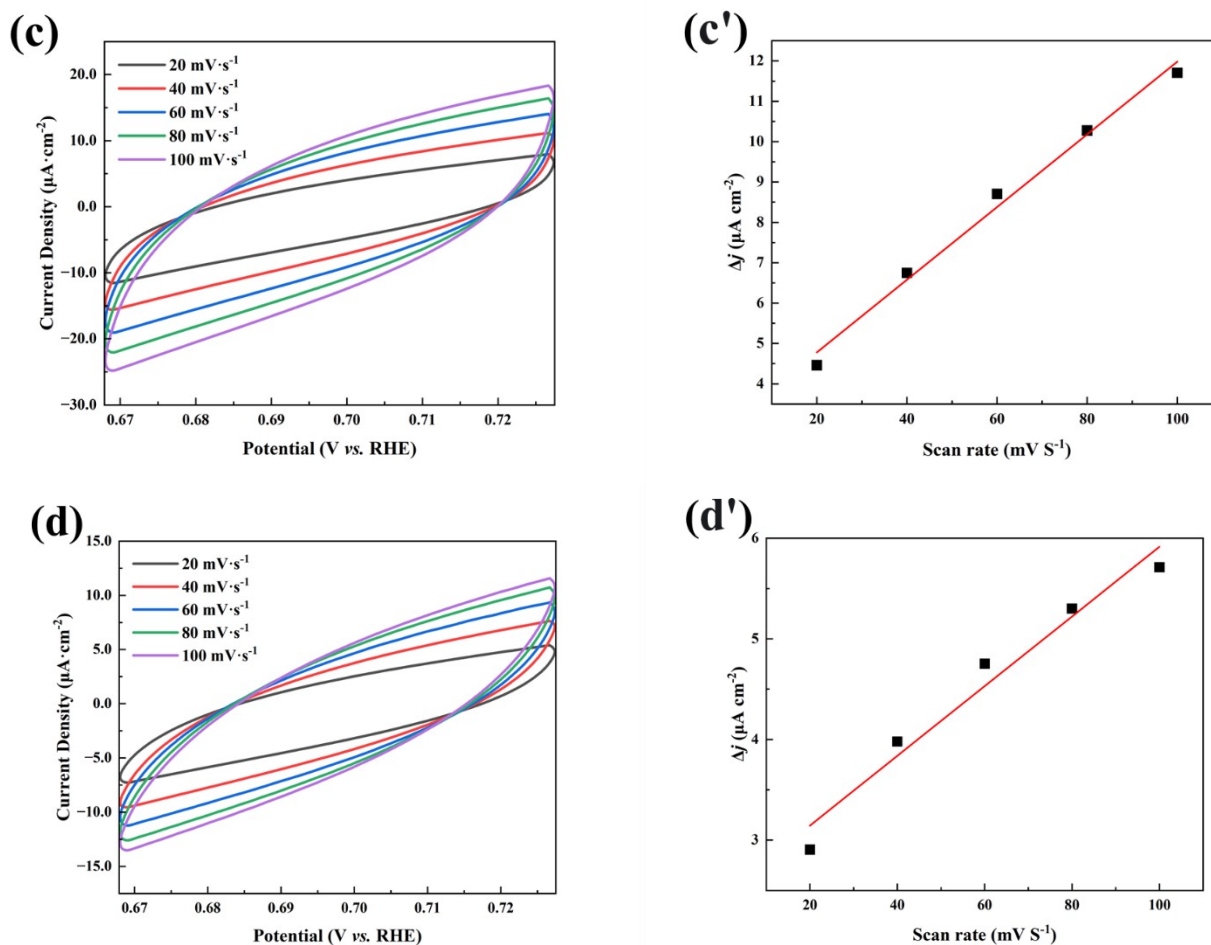 (c)
20 mV·s-1
40 mV·s-1
60 mV·s-1
80 mV·s-1
100 mV·s-1
20.0
10.0
0.0
−10.0
−20.0
−30.0
0.67 0.68 0.69 0.70 0.71 0.72
Current Density (µA·cm-2)
Potential (V vs. RHE)
(c')
12
11
10
9
8
7
6
5
4
20 40 60 80 100
Δj (µA cm-2)
Scan rate (mV S-1)
(d)
20 mV·s-1
40 mV·s-1
60 mV·s-1
80 mV·s-1
100 mV·s-1
15.0
10.0
5.0
0.0
−5.0
−10.0
−15.0
0.67 0.68 0.69 0.70 0.71 0.72
Current Density (µA·cm-2)
Potential (V vs. RHE)
(d')
6
5
4
3
20 40 60 80 100
Δj (µA cm-2)
Scan rate (mV S-1)